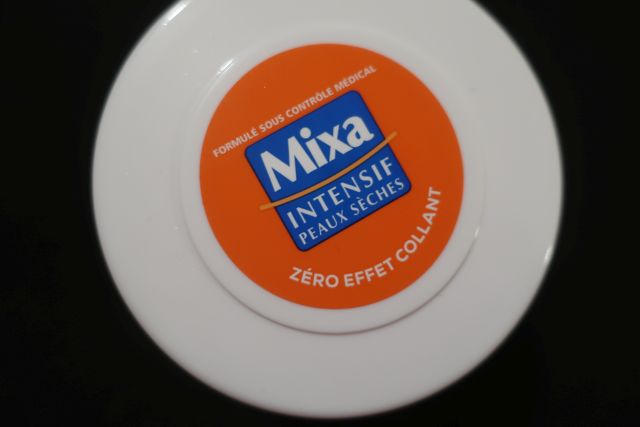 FORMULÉ SOUS CONTRÔLE MÉDICAL
Mixa
INTENSIF
PEAUX SÈCHES
ZÉRO EFFET COLLANT